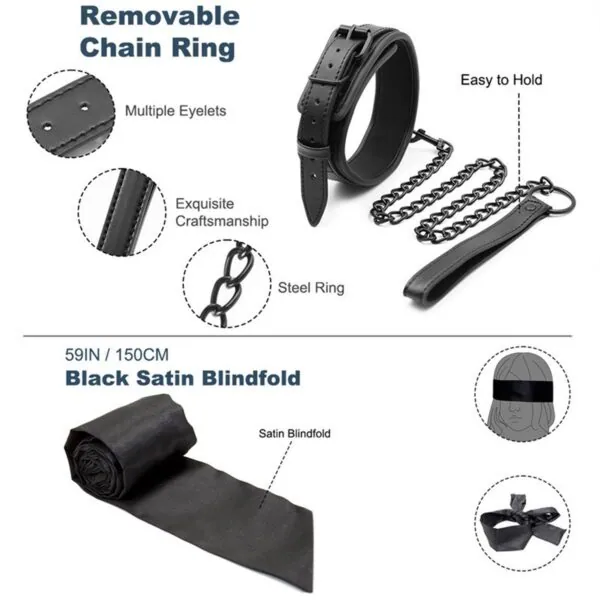 Removable
Chain Ring
Easy to Hold
Multiple Eyelets
Exquisite
Craftsmanship
Steel Ring
59IN / 150CM
Black Satin Blindfold
Satin Blindfold